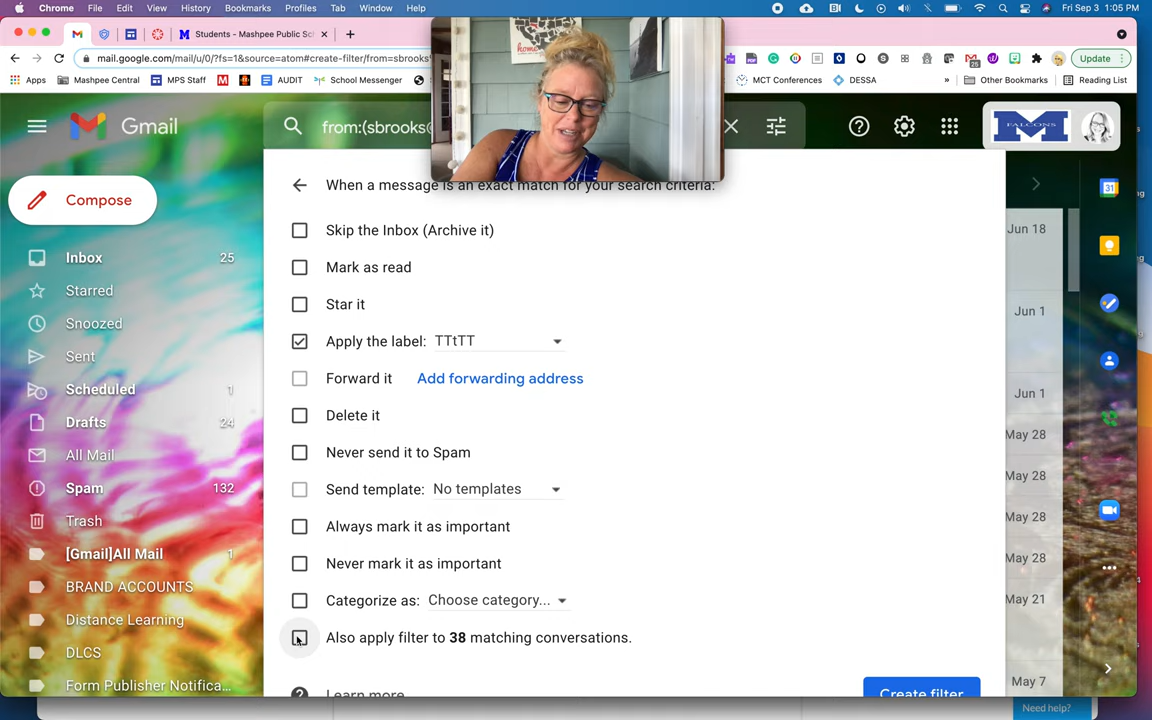 Chrome File Edit View History Bookmarks Profiles Tab Window Help Fri Sep 3 1:05 PM
Students - Mashpee Public Sc
mail.google.com/mail/u/0/?fs=1&source=atom#create-filter/from=sbrooks Update
Apps Mashpee Central MPS Staff AUDIT School Messenger MCT Conferences DESSA » Other Bookmarks Reading List
Gmail
from:(sbrooks@
FALCONS
Compose
When a message is an exact match for your search criteria:
Skip the Inbox (Archive it)
Mark as read
Star it
Apply the label: TTtTT
Forward it Add forwarding address
Delete it
Never send it to Spam
Send template: No templates
Always mark it as important
Never mark it as important
Categorize as: Choose category...
Also apply filter to 38 matching conversations.
Learn more
Create filter
Inbox 25
Starred
Snoozed
Sent
Scheduled 1
Drafts 24
All Mail
Spam 132
Trash
[Gmail]All Mail 1
BRAND ACCOUNTS
Distance Learning
DLCS
Form Publisher Notifica...
Jun 18
Jun 1
Jun 1
May 28
May 28
May 28
May 28
May 21
May 7
31
Need help?
home